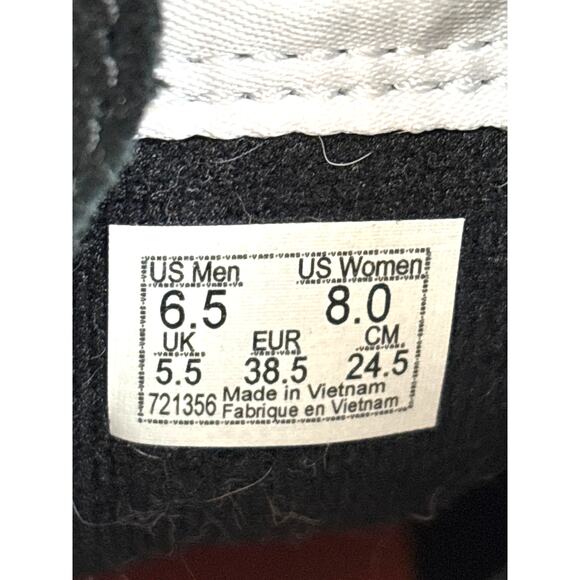 US Men US Women
6.5 8.0
UK EUR CM
5.5 38.5 24.5
721356 Made in Vietnam
Fabrique en Vietnam